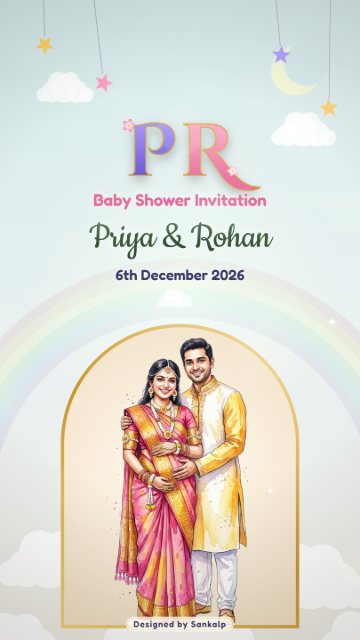 PR
Baby Shower Invitation
Priya & Rohan
6th December 2026
Designed by Sankalp